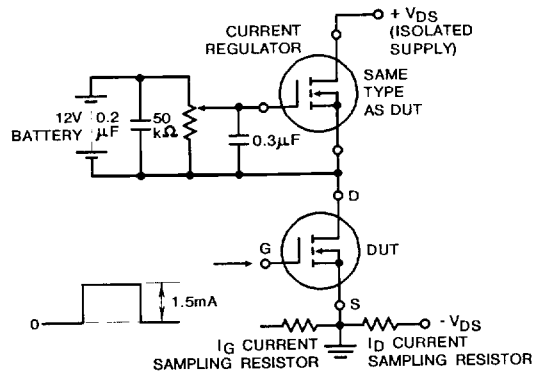 + VDS
(ISOLATED
SUPPLY)
CURRENT
REGULATOR
SAME
TYPE
AS DUT
12V
BATTERY
0.2
μF
50
kΩ
0.3μF
D
G
DUT
1.5mA
0
S
- VDS
IG CURRENT
SAMPLING RESISTOR
ID CURRENT
SAMPLING RESISTOR